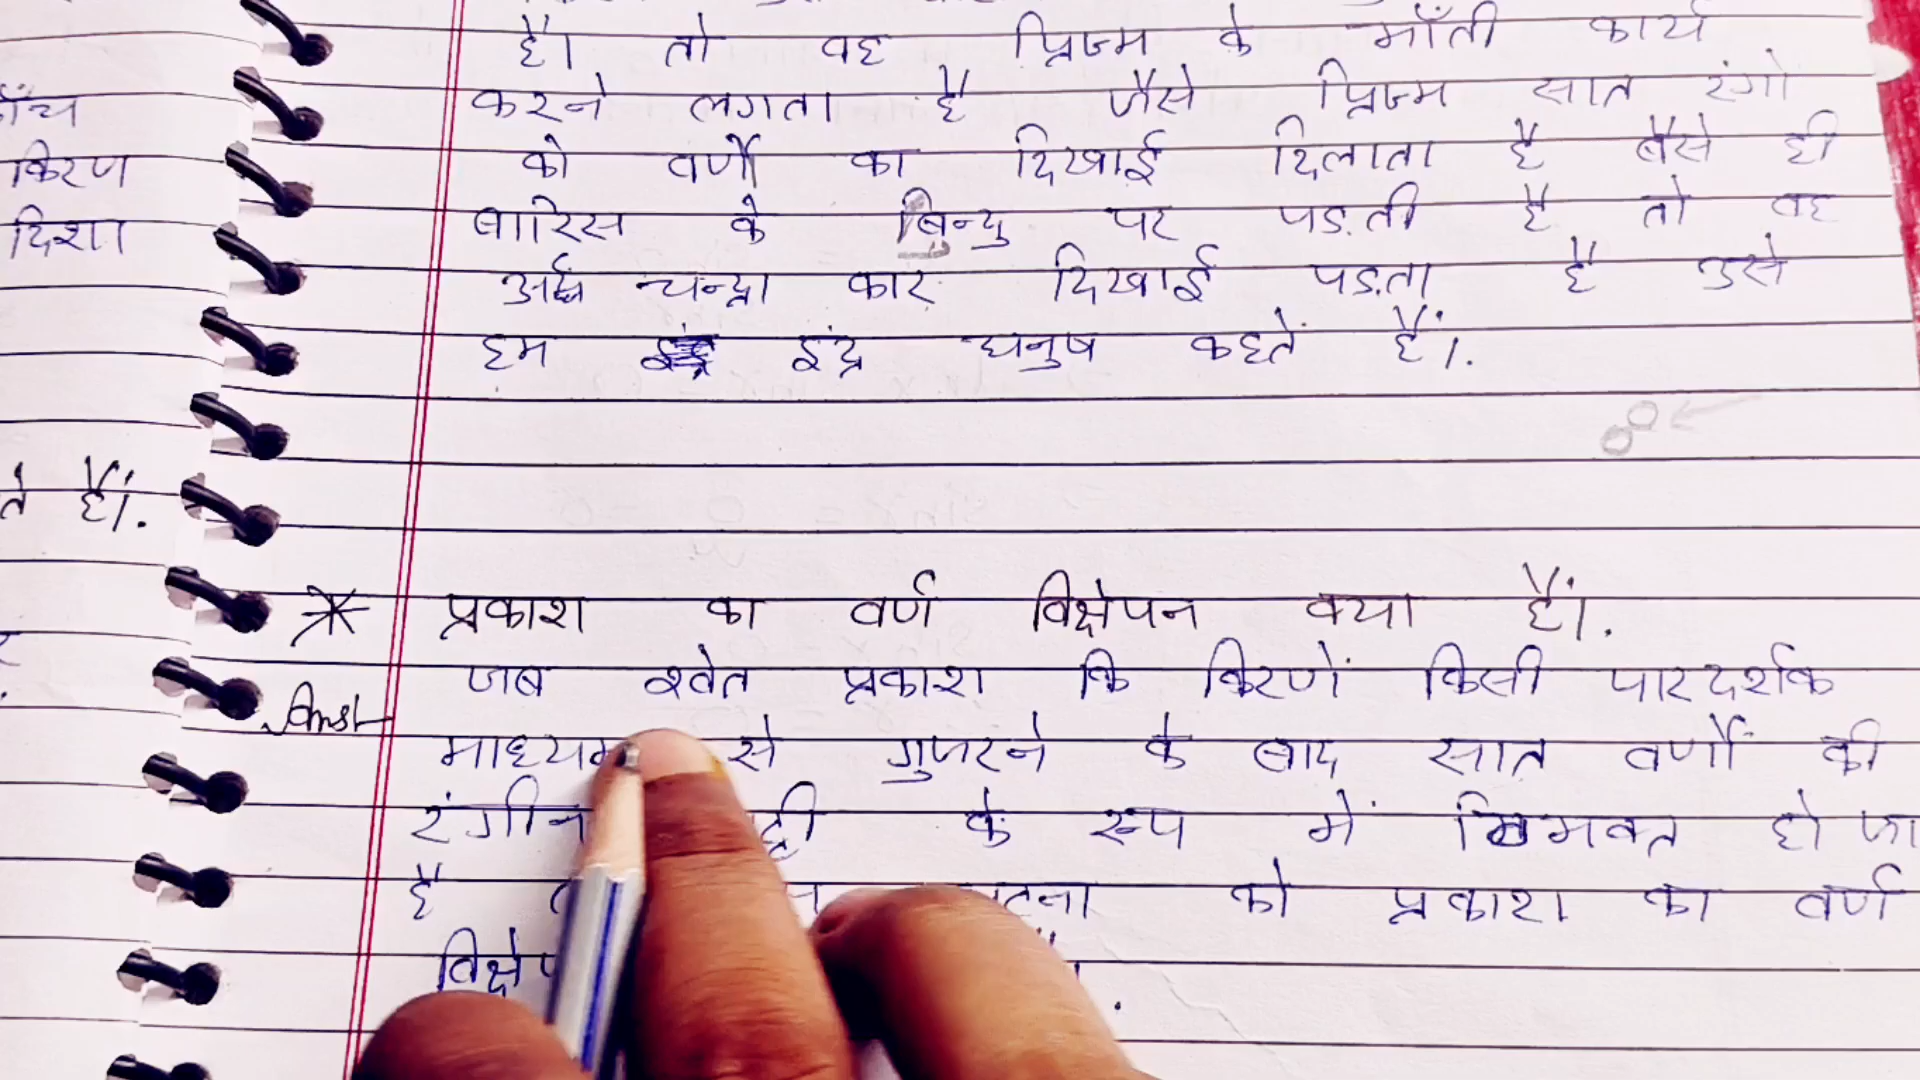 है। तो वह प्रिज्म के भाँती कार्य
करने लगता है जैसे प्रिज्म सात रंगो
को वर्णों का दिखाई दिलाता है बैसे ही
बारिस के बिन्दु पर पड़ती है तो वह
अर्द्ध चन्द्रा कार दिखाई पड़ता है उसे
हम इंद्र धनुष कहतें हैं।.
ाँच
किरण
दिशा
ते हैं।.
* प्रकाश का वर्ण विक्षेपन क्या हैं।.
Ans- जब श्वेत प्रकाश कि किरणें किसी पारदर्शक
माध्यम से गुजरने के बाद सात वर्णों की
रंगीन के रूप में हो जा
है को प्रकाश का वर्ण